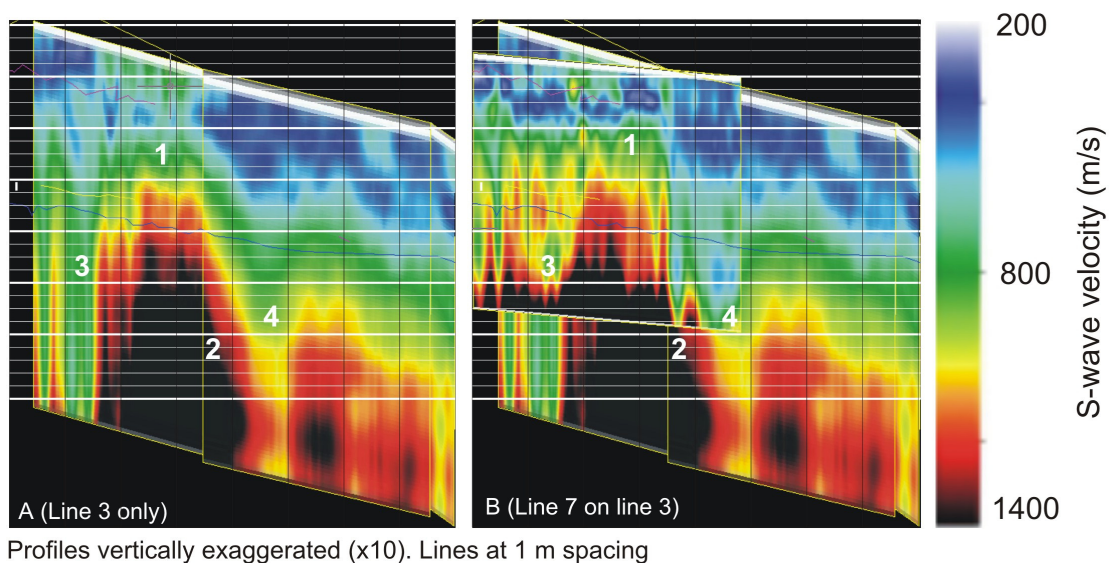 1
3
4
2
A (Line 3 only)
1
3
4
2
B (Line 7 on line 3)
200
800
1400
S-wave velocity (m/s)
Profiles vertically exaggerated (x10). Lines at 1 m spacing